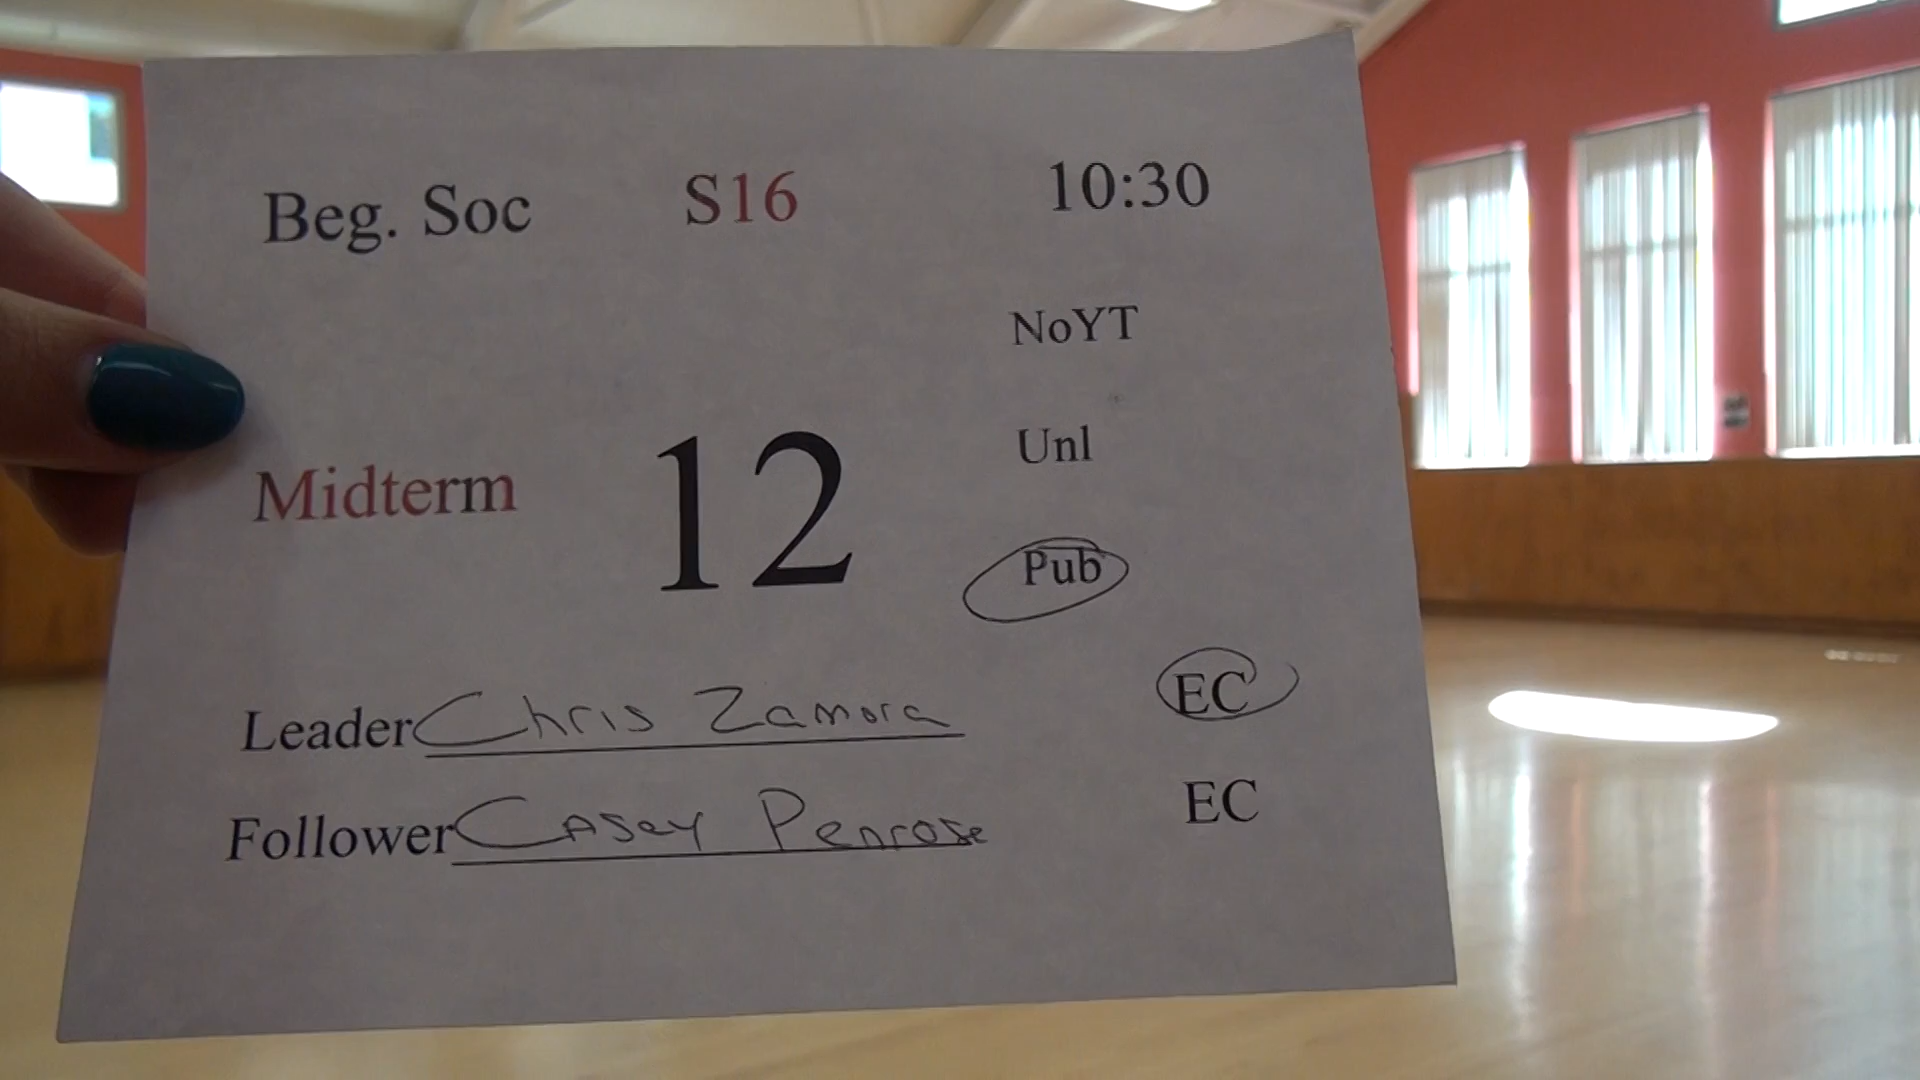 Beg. Soc S16 10:30
NoYT
Unl
Midterm 12
Pub
Leader Chris Zamora EC
Follower Casey Penrose EC